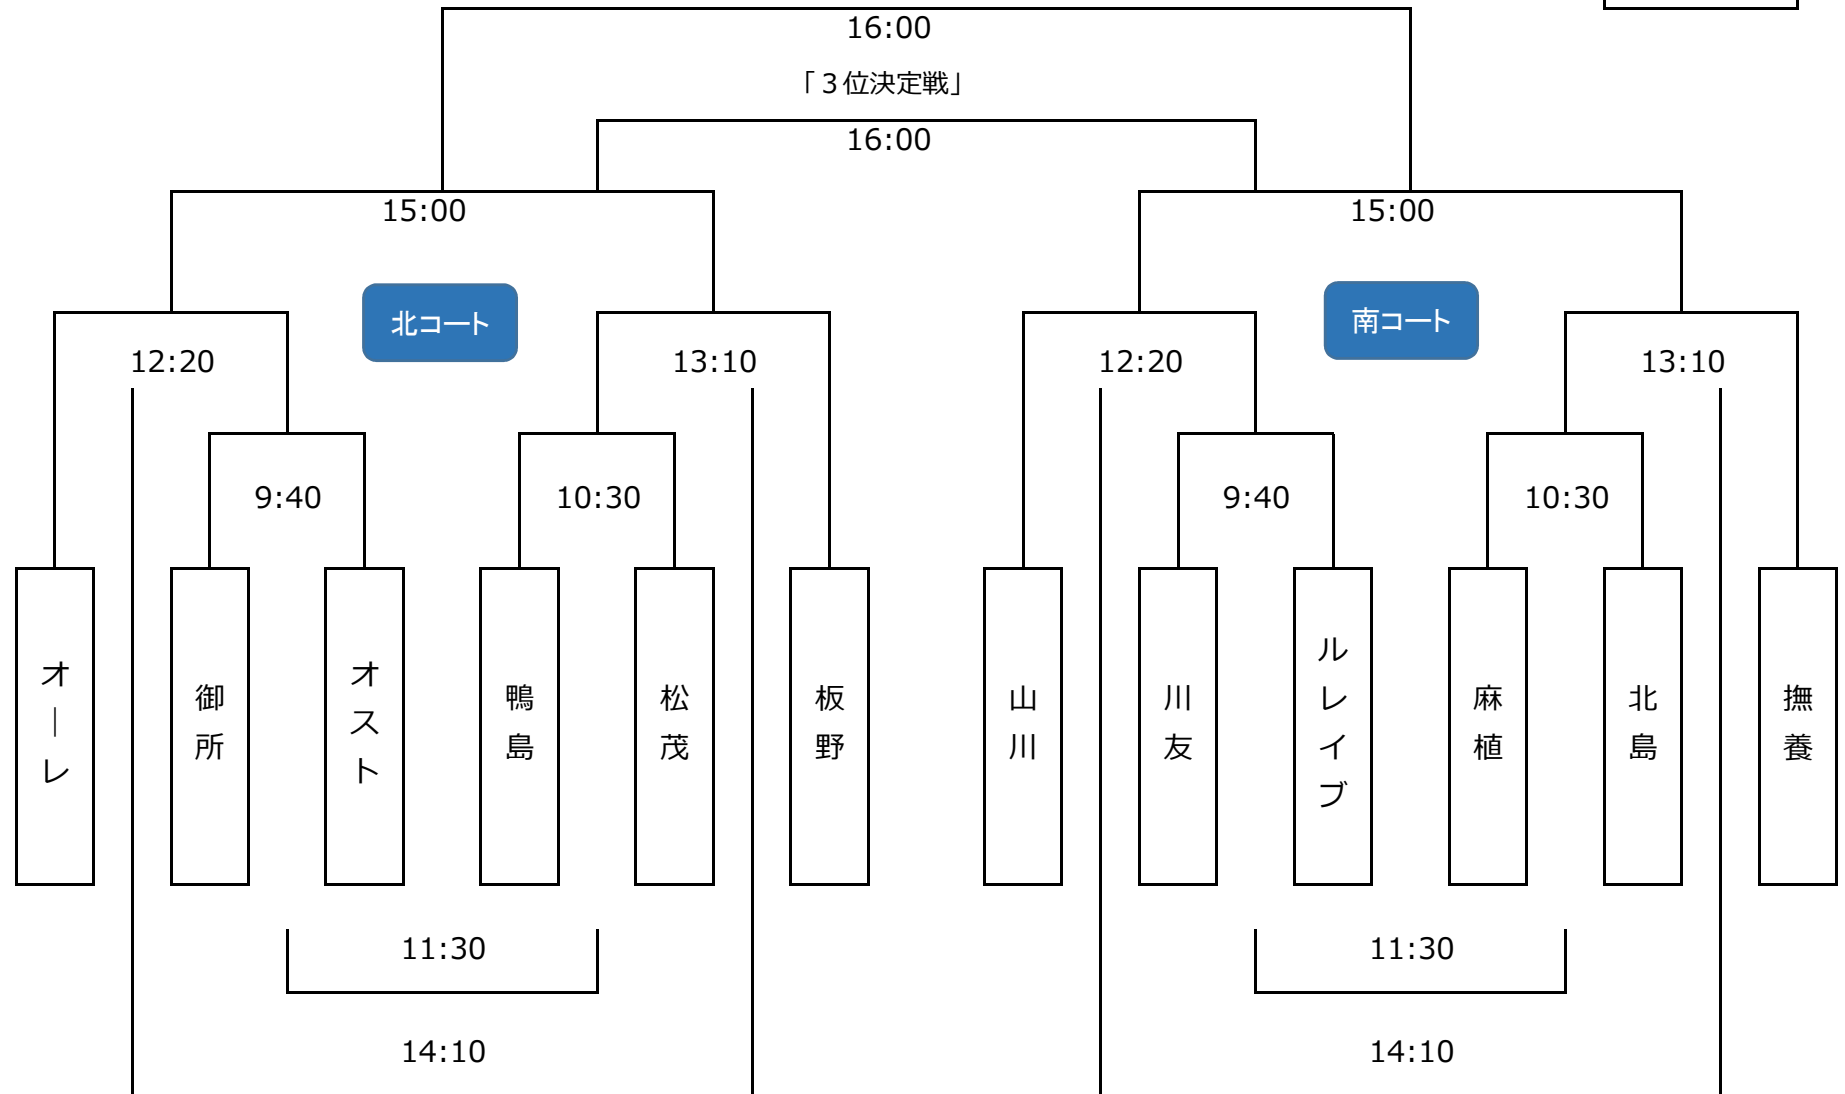 16:00
「３位決定戦」
16:00
15:00
15:00
北コート
南コート
12:20
13:10
12:20
13:10
9:40
10:30
9:40
10:30
オーレ
御所
オスト
鴨島
松茂
板野
山川
川友
ルレイブ
麻植
北島
撫養
11:30
11:30
14:10
14:10